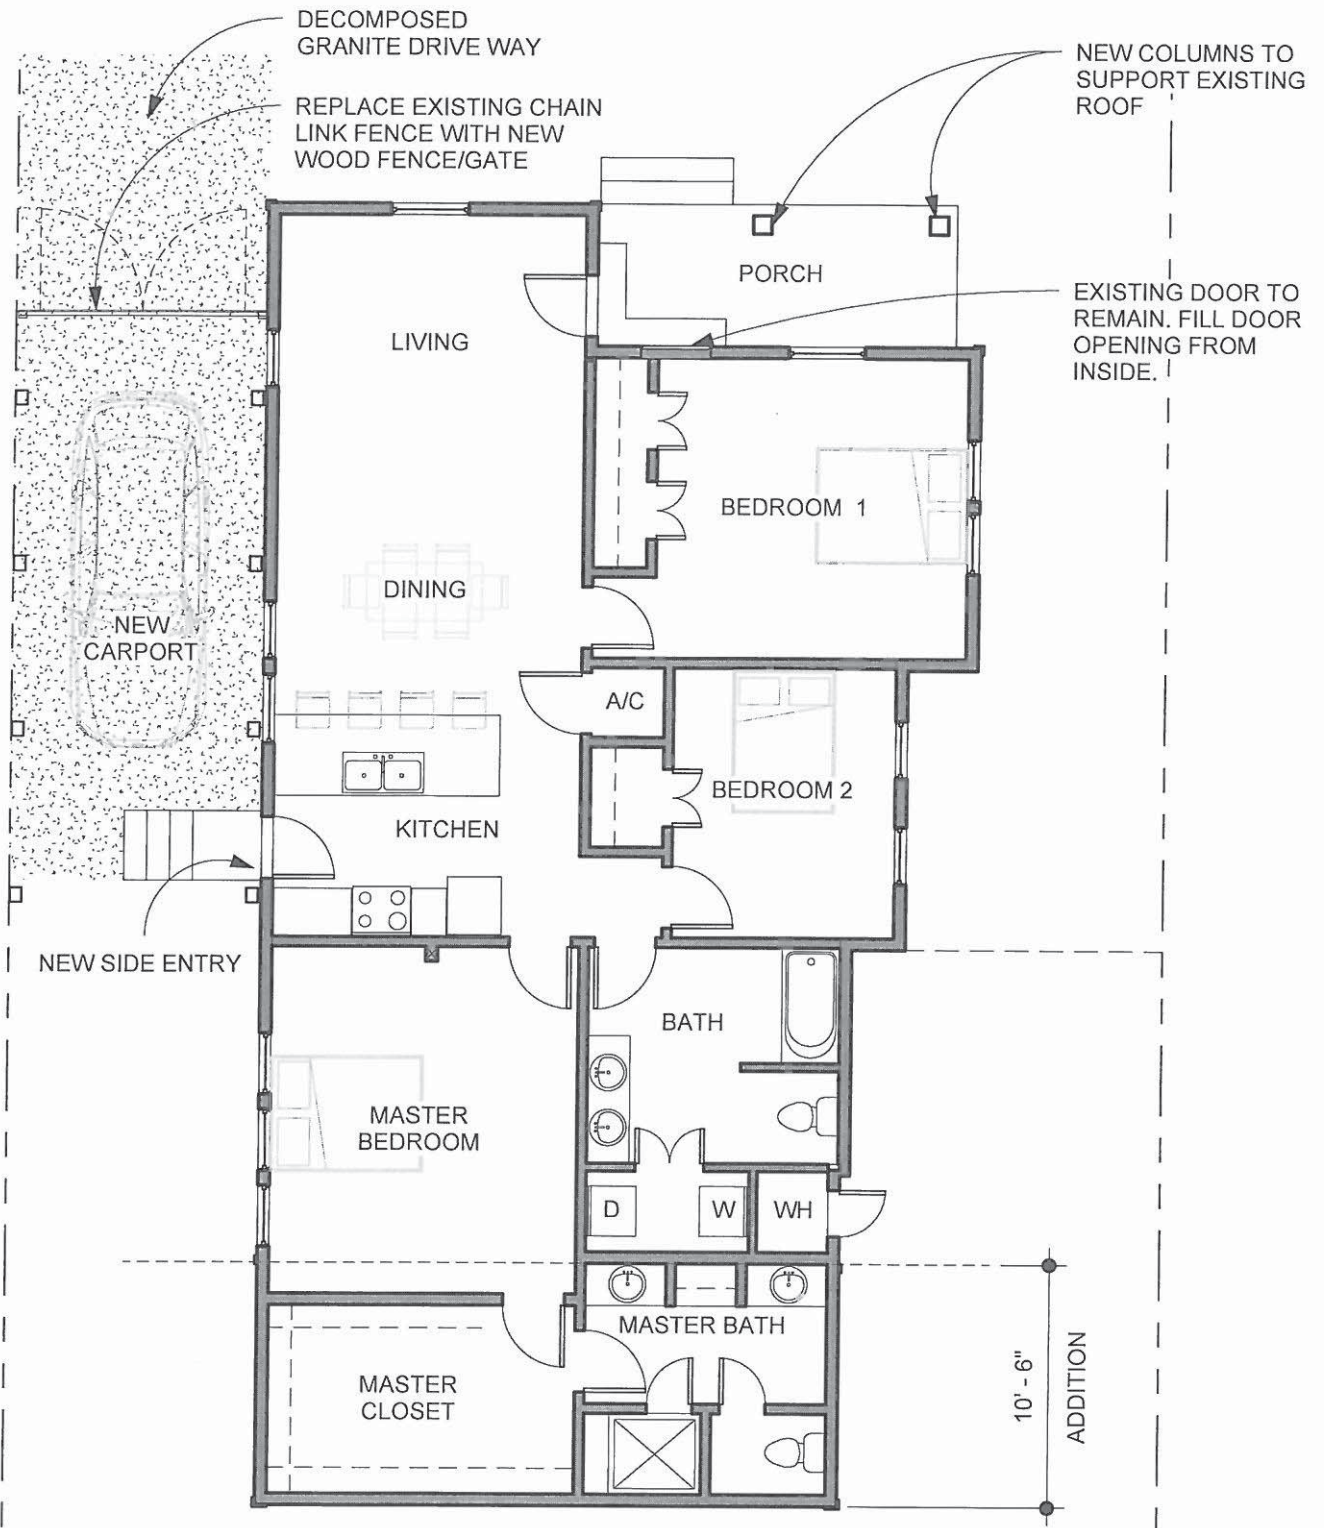 DECOMPOSED
GRANITE DRIVE WAY
NEW COLUMNS TO
SUPPORT EXISTING
ROOF
REPLACE EXISTING CHAIN
LINK FENCE WITH NEW
WOOD FENCE/GATE
PORCH
EXISTING DOOR TO
REMAIN. FILL DOOR
OPENING FROM
INSIDE.
LIVING
BEDROOM 1
DINING
NEW
CARPORT
A/C
BEDROOM 2
KITCHEN
NEW SIDE ENTRY
BATH
MASTER
BEDROOM
D
W
WH
MASTER BATH
MASTER
CLOSET
10' - 6"
ADDITION